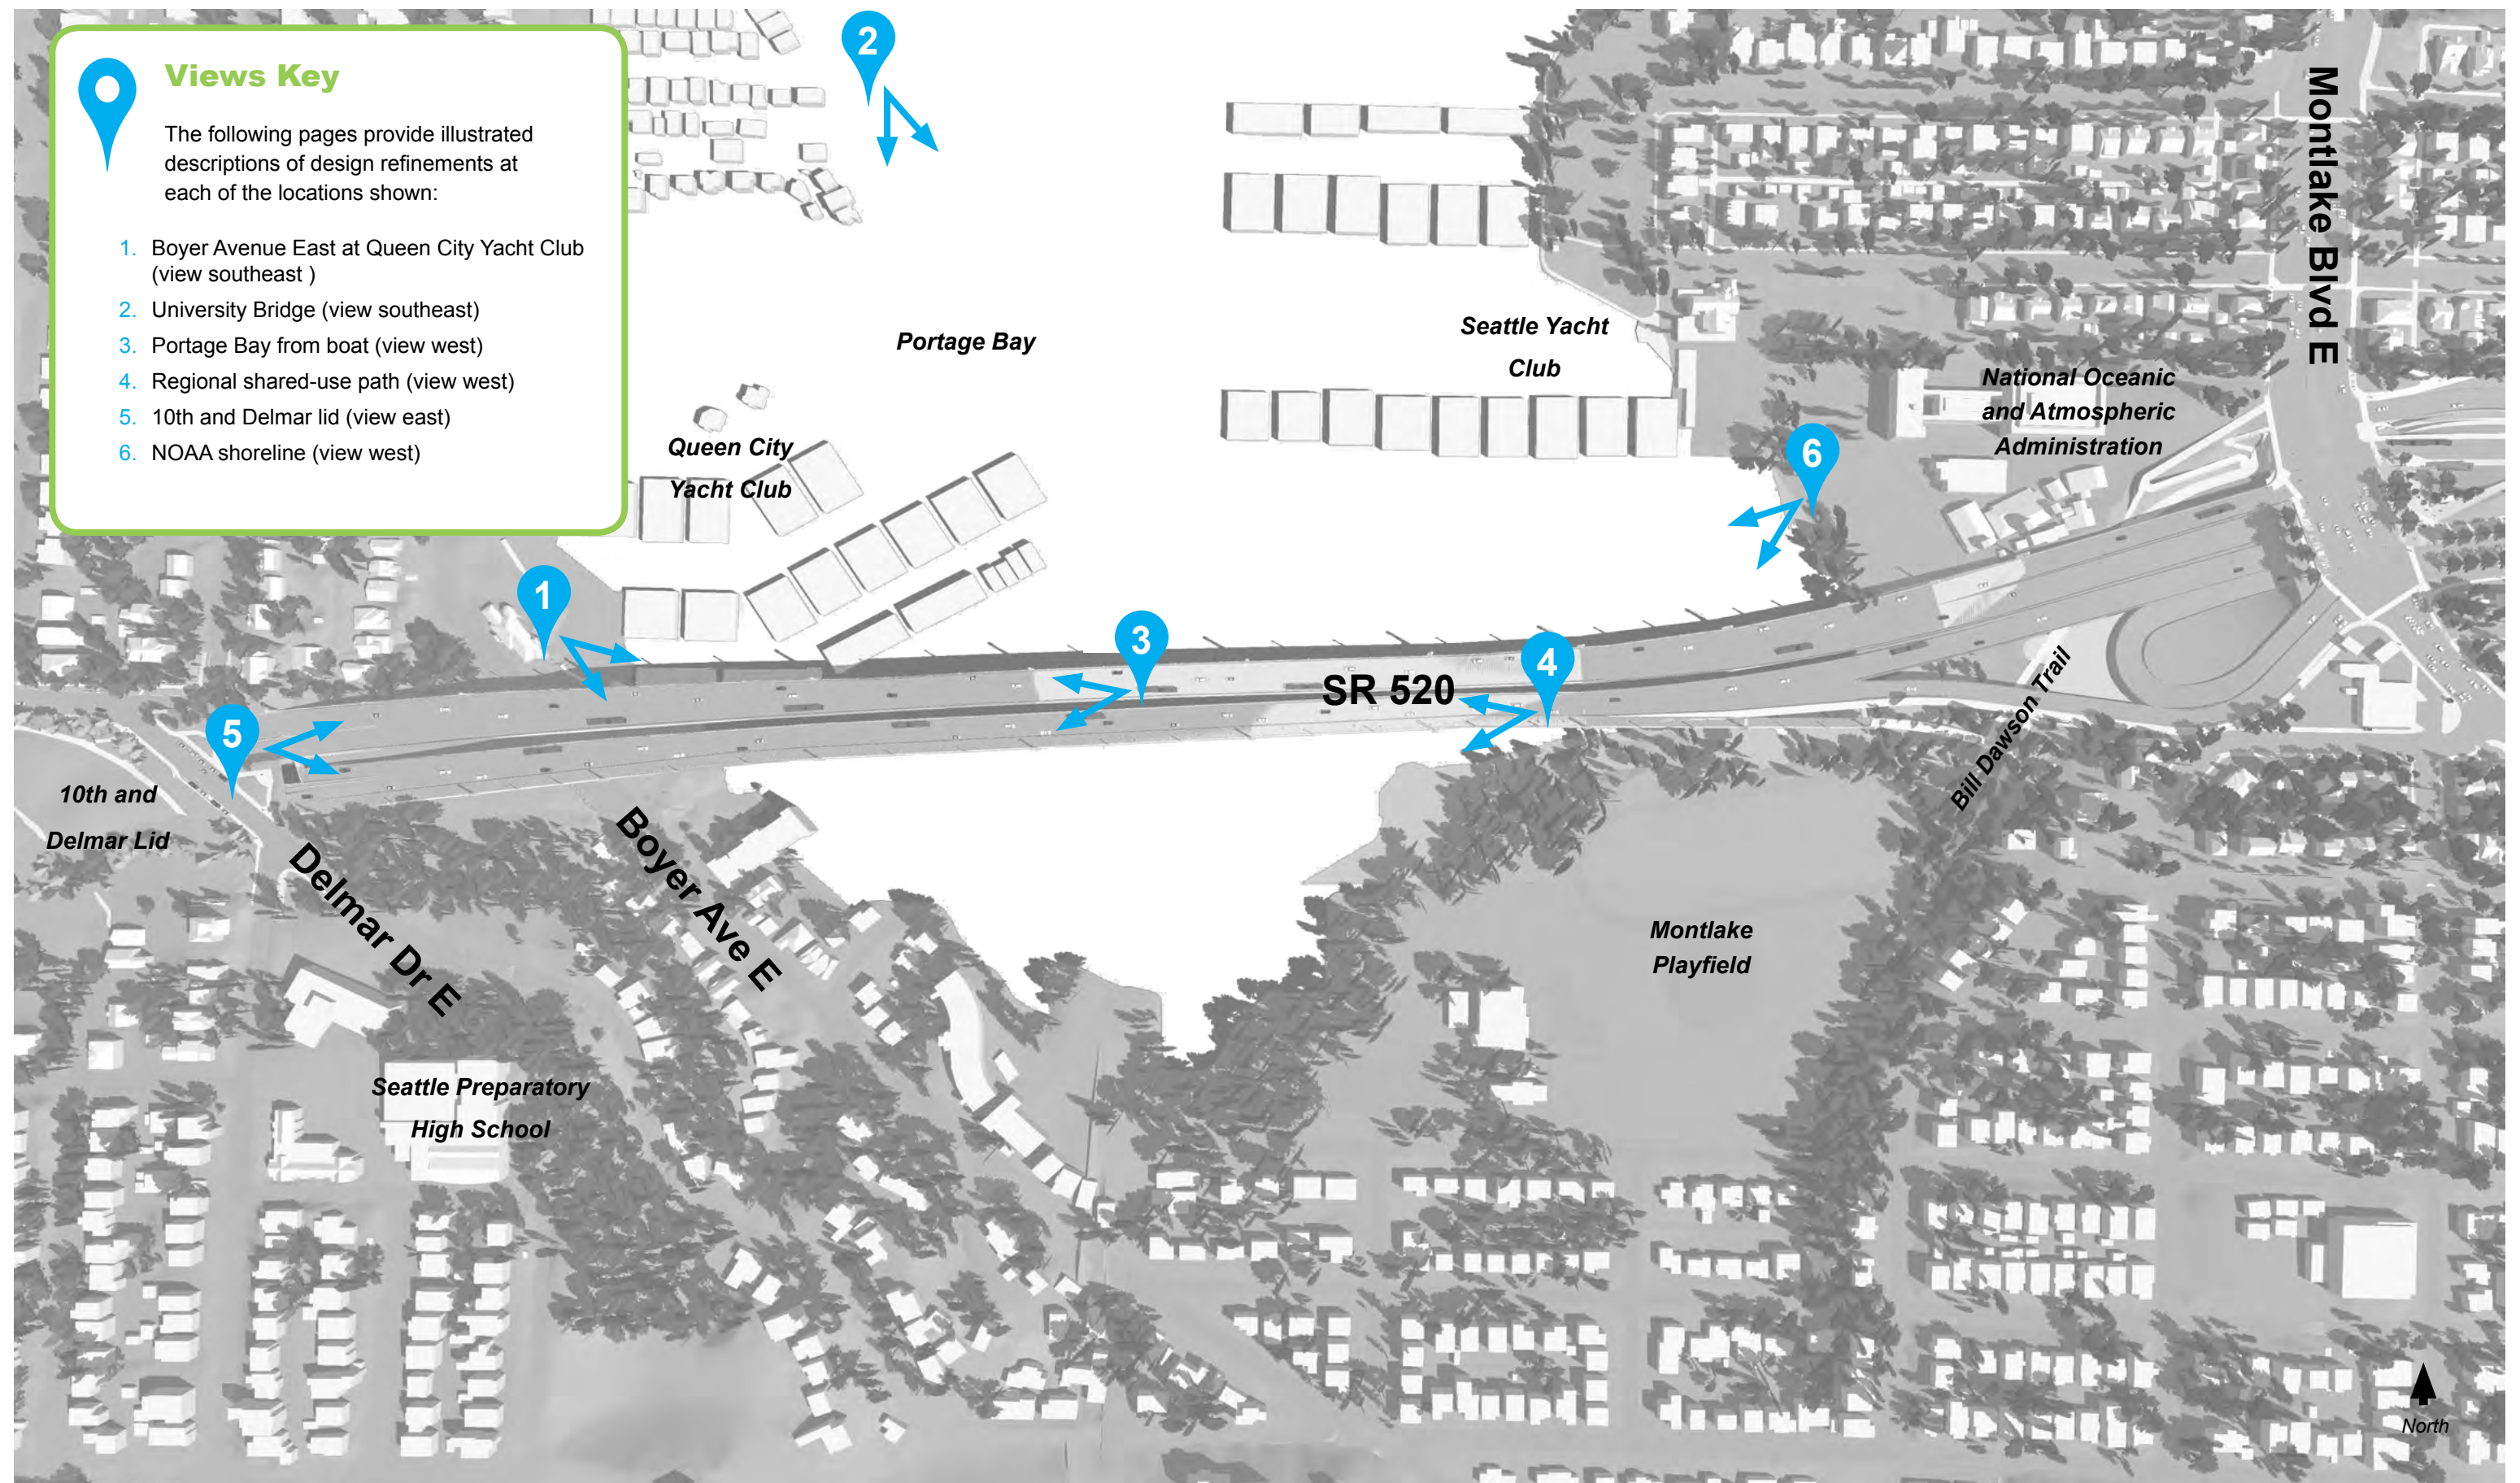 Views Key
The following pages provide illustrated
descriptions of design refinements at
each of the locations shown:
1. Boyer Avenue East at Queen City Yacht Club
(view southeast )
2. University Bridge (view southeast)
3. Portage Bay from boat (view west)
4. Regional shared-use path (view west)
5. 10th and Delmar lid (view east)
6. NOAA shoreline (view west)
2
Montlake Blvd E
Portage Bay
Seattle Yacht
Club
National Oceanic
and Atmospheric
Administration
Queen City
Yacht Club
6
1
3
4
SR 520
5
Bill Dawson Trail
10th and
Delmar Lid
Delmar Dr E
Boyer Ave E
Montlake
Playfield
Seattle Preparatory
High School
North